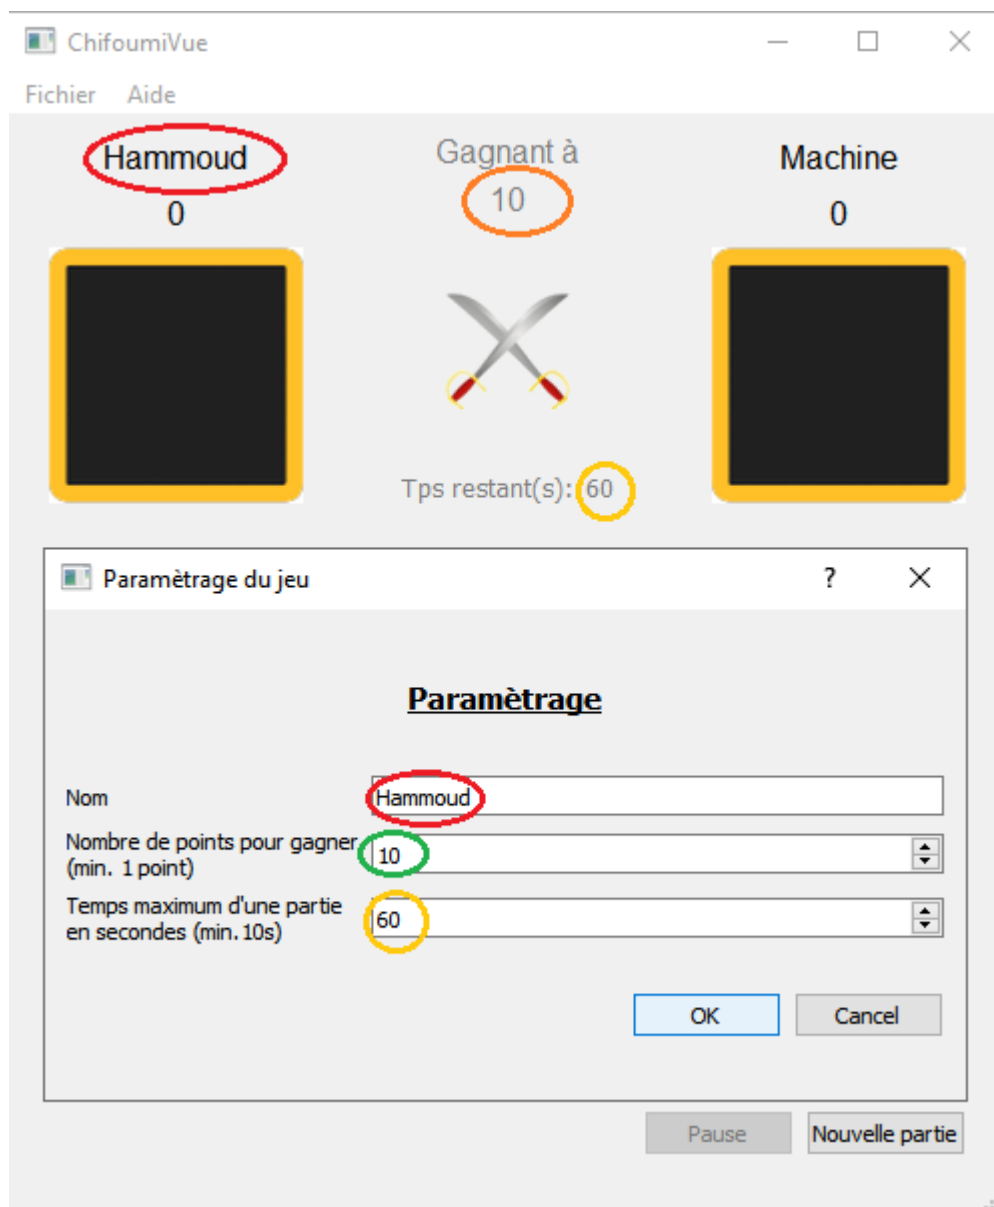 ChifoumiVue
Fichier Aide
Hammoud Gagnant à Machine
0 10 0
Tps restant(s): 60
Paramètrage du jeu ?
Paramètrage
Nom Hammoud
Nombre de points pour gagner
(min. 1 point) 10
Temps maximum d'une partie
en secondes (min. 10s) 60
OK Cancel
Pause Nouvelle partie